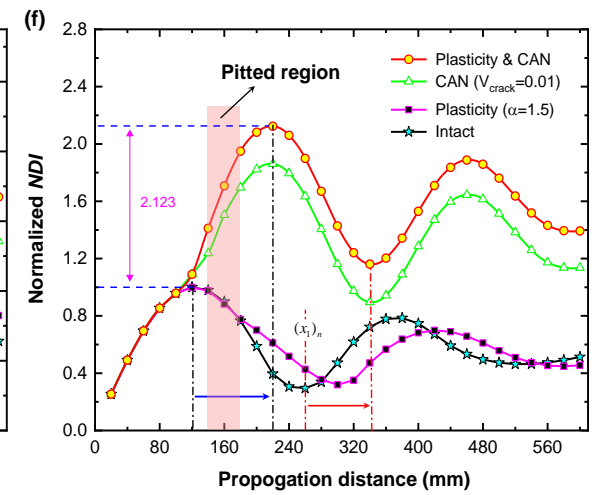 (f)
2.8
2.4
2.0
1.6
1.2
0.8
0.4
0.0
Normalized NDI
Pitted region
Plasticity & CAN
CAN (V_crack=0.01)
Plasticity (α=1.5)
Intact
2.123
(x₁)ₙ
0 80 160 240 320 400 480 560
Propogation distance (mm)